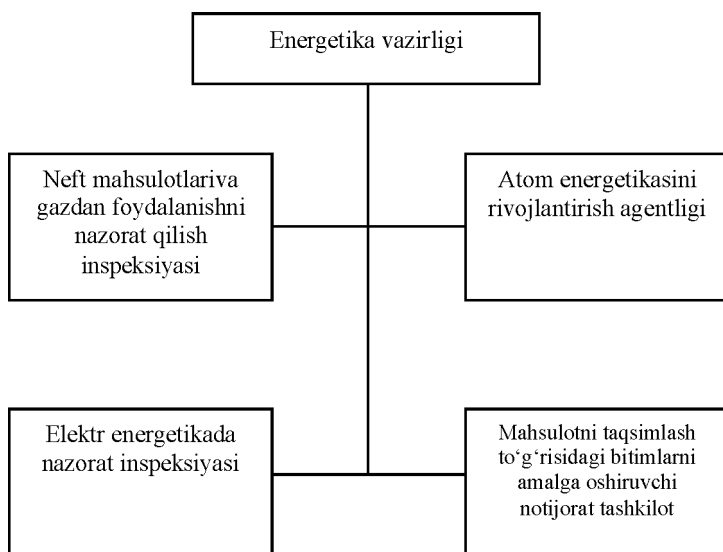 Energetika vazirligi
Neft mahsulotlariva
gazdan foydalanishni
nazorat qilish
inspeksiyasi
Atom energetikasini
rivojlantirish agentligi
Elektr energetikada
nazorat inspeksiyasi
Mahsulotni taqsimlash
to‘g‘risidagi bitimlarni
amalga oshiruvchi
notijorat tashkilot